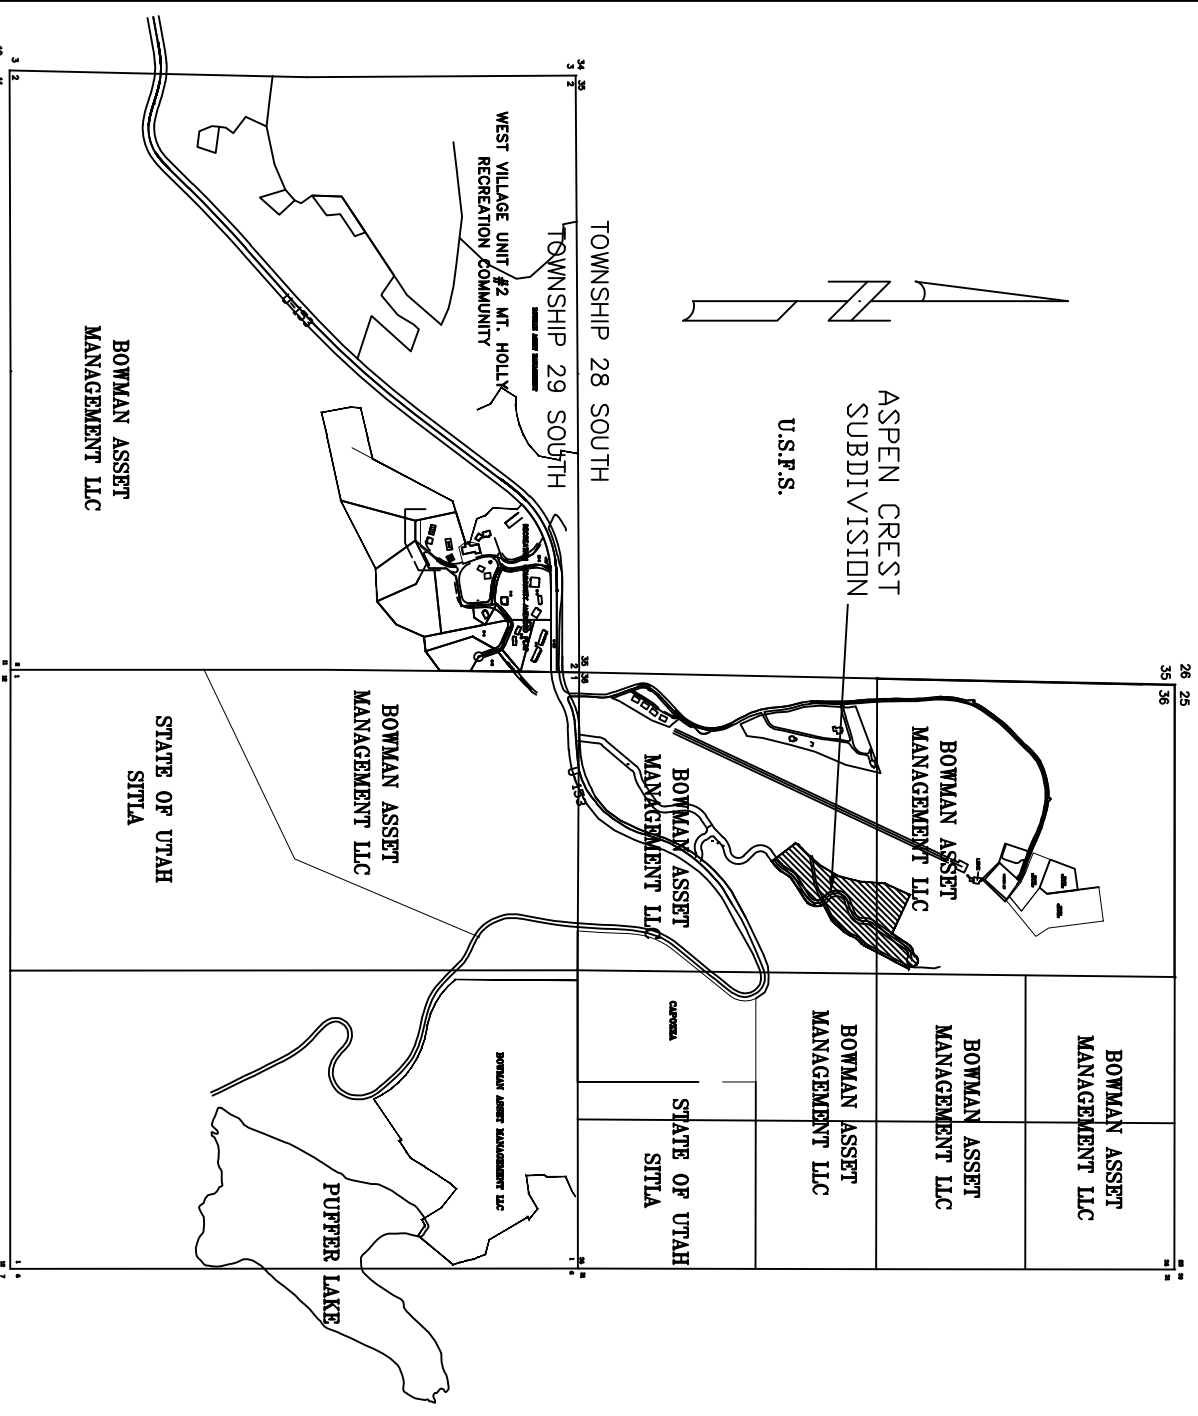 26 25
35 36
ASPEN CREST
SUBDIVISION
U.S.F.S.
BOWMAN ASSET
MANAGEMENT LLC
BOWMAN ASSET
MANAGEMENT LLC
BOWMAN ASSET
MANAGEMENT LLC
BOWMAN ASSET
MANAGEMENT LLC
BOWMAN ASSET
MANAGEMENT LLC
CAPOZZA
STATE OF UTAH
SITLA
34 35
3 2
35 36
2 1
TOWNSHIP 28 SOUTH
TOWNSHIP 29 SOUTH
WEST VILLAGE UNIT #2 MT. HOLLY
RECREATION COMMUNITY
BOWMAN ASSET MANAGEMENT LLC
U-153
U-153
BOWMAN ASSET
MANAGEMENT LLC
BOWMAN ASSET
MANAGEMENT LLC
STATE OF UTAH
SITLA
PUFFER LAKE
3 2